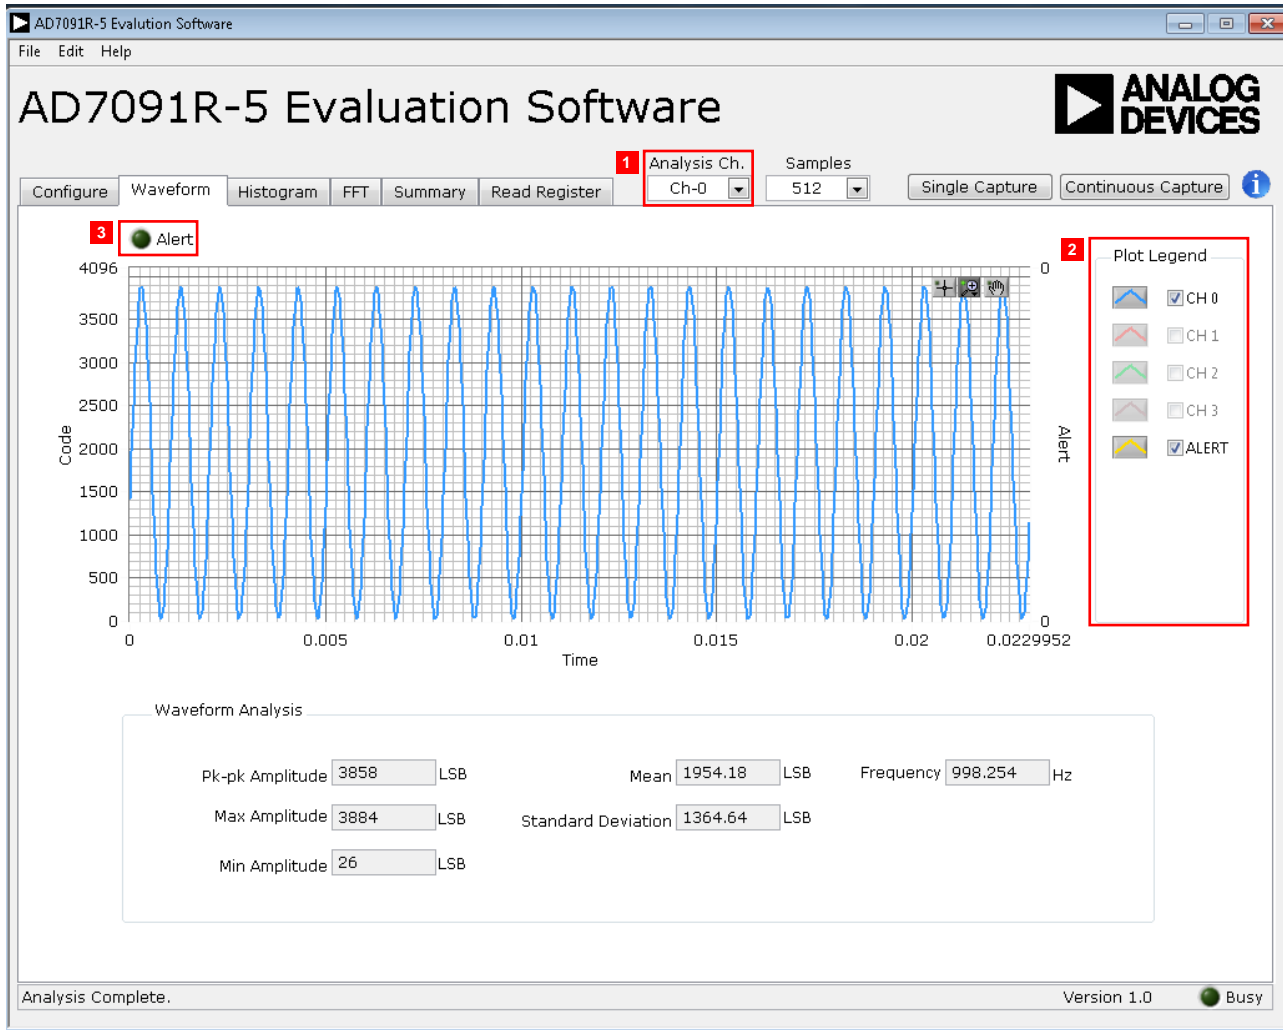 AD7091R-5 Evalution Software
File Edit Help
AD7091R-5 Evaluation Software
ANALOG
DEVICES
1 Analysis Ch. Samples
Configure Waveform Histogram FFT Summary Read Register Ch-0 512 Single Capture Continuous Capture i
3 Alert
2 Plot Legend
4096
3500
3000
2500
2000
1500
1000
500
0
Code
0
0
Alert
CH 0
CH 1
CH 2
CH 3
ALERT
0 0.005 0.01 0.015 0.02 0.0229952
Time
Waveform Analysis
Pk-pk Amplitude 3858 LSB Mean 1954.18 LSB Frequency 998.254 Hz
Max Amplitude 3884 LSB Standard Deviation 1364.64 LSB
Min Amplitude 26 LSB
Analysis Complete. Version 1.0 Busy